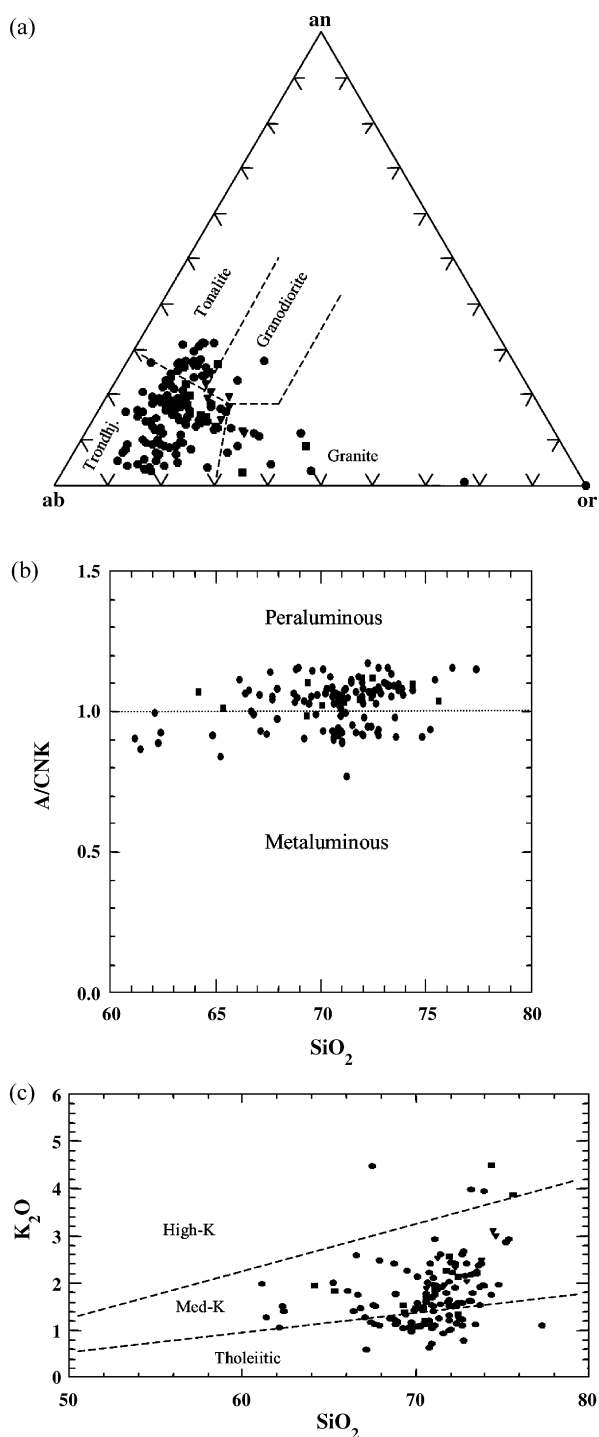 (a)
an
Tonalite
Granodiorite
Trondhj.
Granite
ab
or
(b)
1.5
Peraluminous
1.0
A/CNK
Metaluminous
0.5
0.0
60 65 70 75 80
SiO2
(c)
6
5
4
K2O
3
High-K
2
Med-K
1
Tholeiitic
0
50 60 70 80
SiO2